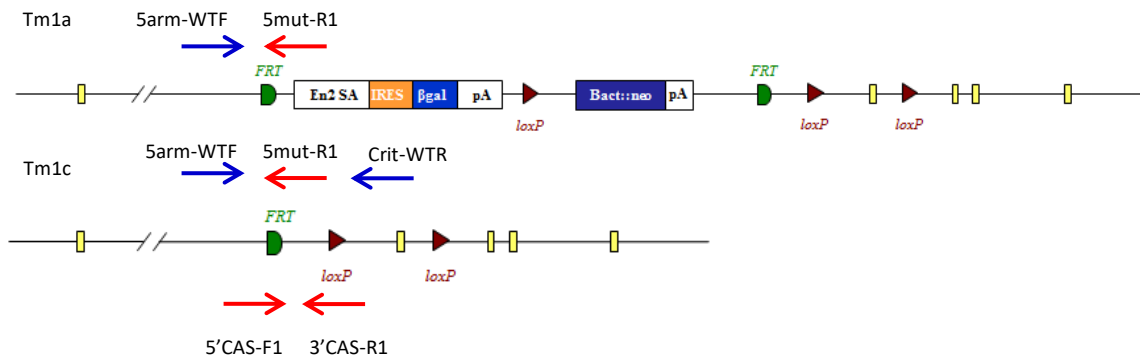 Tm1a 5arm-WTF 5mut-R1
FRT FRT
En2 SA IRES βgal pA Bact::neo pA
loxP loxP loxP
Tm1c 5arm-WTF 5mut-R1 Crit-WTR
FRT
loxP loxP
5’CAS-F1 3’CAS-R1